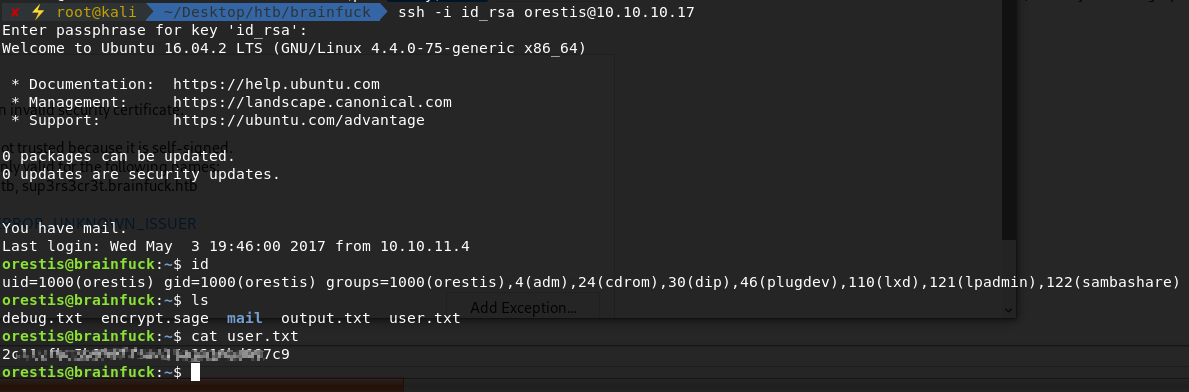 ✗ ⚡ root@kali ~/Desktop/htb/brainfuck ssh -i id_rsa orestis@10.10.10.17
Enter passphrase for key 'id_rsa':
Welcome to Ubuntu 16.04.2 LTS (GNU/Linux 4.4.0-75-generic x86_64)
* Documentation:  https://help.ubuntu.com
* Management:     https://landscape.canonical.com
n invalid security certificate
* Support:        https://ubuntu.com/advantage
ot trusted because it is self-signed.
0 packages can be updated.
nly valid for the following names:
0 updates are security updates.
tb, sup3rs3cr3t.brainfuck.htb
ERROR_UNKNOWN_ISSUER
You have mail.
Last login: Wed May  3 19:46:00 2017 from 10.10.11.4
orestis@brainfuck:~$ id
uid=1000(orestis) gid=1000(orestis) groups=1000(orestis),4(adm),24(cdrom),30(dip),46(plugdev),110(lxd),121(lpadmin),122(sambashare)
orestis@brainfuck:~$ ls
Add Exception...
debug.txt  encrypt.sage  mail  output.txt  user.txt
orestis@brainfuck:~$ cat user.txt
orestis@brainfuck:~$